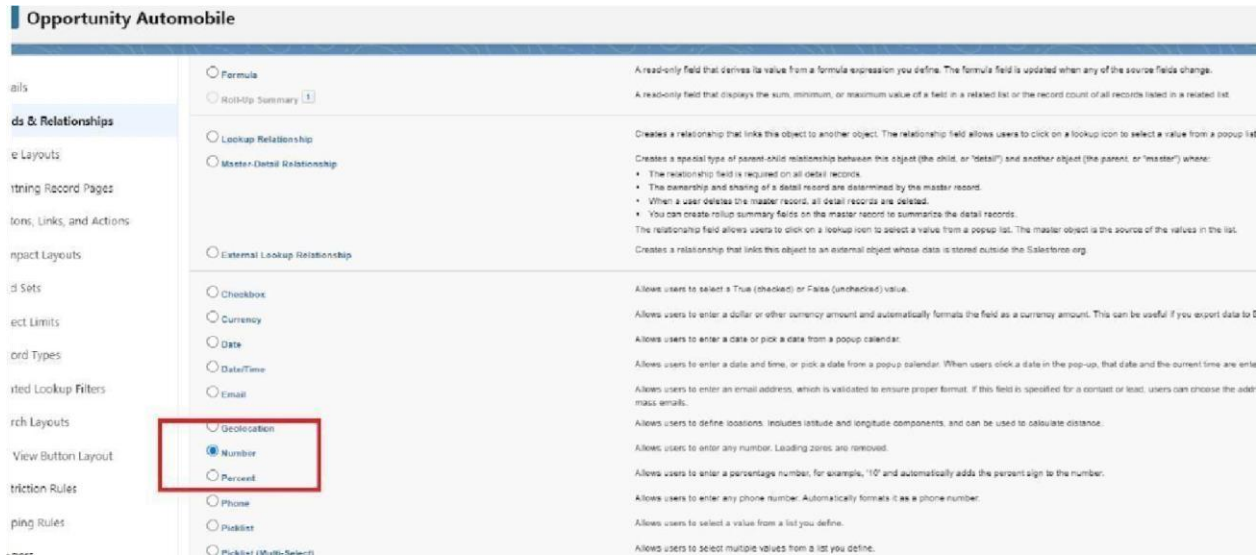 Opportunity Automobile
ails
ds & Relationships
e Layouts
htning Record Pages
tons, Links, and Actions
mpact Layouts
d Sets
ect Limits
ord Types
ated Lookup Filters
rch Layouts
View Button Layout
triction Rules
ping Rules
Formula
A read-only field that derives its value from a formula expression you define. The formula field is updated when any of the source fields change.
Roll-Up Summary
A read-only field that displays the sum, minimum, or maximum value of a field in a related list or the record count of all records listed in a related list.
Lookup Relationship
Creates a relationship that links this object to another object. The relationship field allows users to click on a lookup icon to select a value from a popup list
Master-Detail Relationship
Creates a special type of parent-child relationship between this object (the child, or "detail") and another object (the parent, or "master") where:
• The relationship field is required on all detail records.
• The ownership and sharing of a detail record are determined by the master record.
• When a user deletes the master record, all detail records are deleted.
• You can create rollup summary fields on the master record to summarize the detail records.
The relationship field allows users to click on a lookup icon to select a value from a popup list. The master object is the source of the values in the list.
External Lookup Relationship
Creates a relationship that links this object to an external object whose data is stored outside the Salesforce org.
Checkbox
Allows users to select a True (checked) or False (unchecked) value.
Currency
Allows users to enter a dollar or other currency amount and automatically formats the field as a currency amount. This can be useful if you export data to
Date
Allows users to enter a date or pick a date from a popup calendar.
Date/Time
Allows users to enter a date and time, or pick a date from a popup calendar. When users click a date in the pop-up, that date and the current time are ente
Email
Allows users to enter an email address, which is validated to ensure proper format. If this field is specified for a contact or lead, users can choose the addr
mass emails.
Geolocation
Allows users to define locations. Includes latitude and longitude components, and can be used to calculate distance.
Number
Allows users to enter any number. Leading zeros are removed.
Percent
Allows users to enter a percentage number, for example, '10' and automatically adds the percent sign to the number.
Phone
Allows users to enter any phone number. Automatically formats it as a phone number.
Picklist
Allows users to select a value from a list you define.
Picklist (Multi-Select)
Allows users to select multiple values from a list you define.